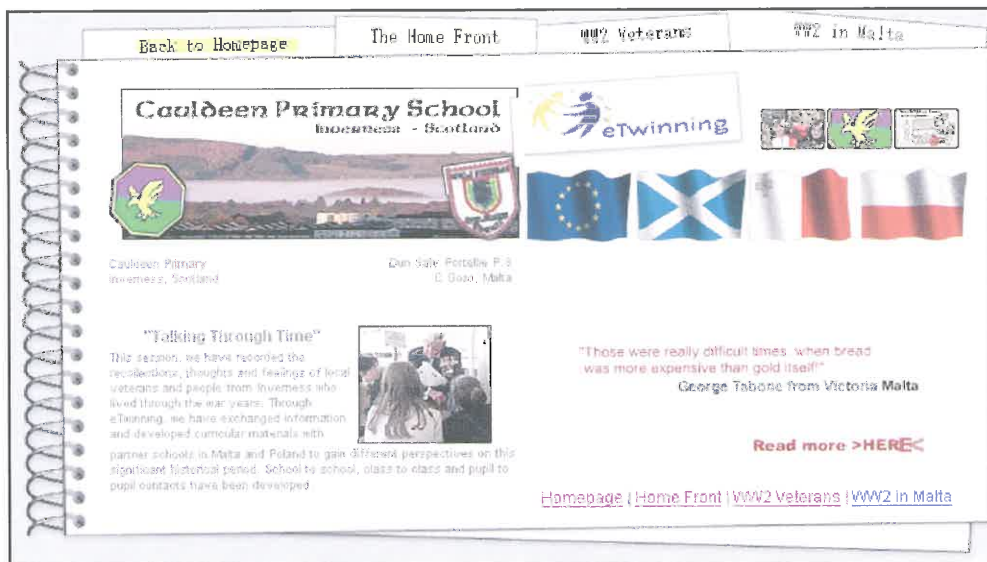 Back to Homepage
The Home Front
WW2 Veterans
WW2 in Malta
Cauldeen Primary School
Inverness - Scotland
eTwinning
Cauldeen Primary
Inverness, Scotland
Dun Salv Portelli
Gozo, Malta
"Talking Through Time"
This session, we have recorded the
recollections, thoughts and feelings of local
veterans and people from Inverness who
lived through the war years. Through
eTwinning, we have exchanged information
and developed curricular materials with
partner schools in Malta and Poland to gain different perspectives on this
significant historical period. School to school, class to class and pupil to
pupil contacts have been developed
"Those were really difficult times, when bread
was more expensive than gold itself!"
George Tabone from Victoria Malta
Read more >HERE<
Homepage | Home Front | WW2 Veterans | WW2 in Malta